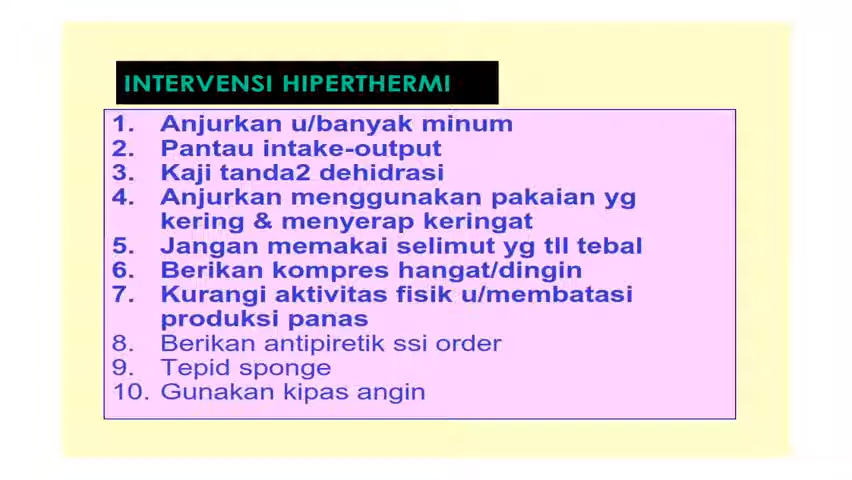 INTERVENSI HIPERTHERMI
1. Anjurkan u/banyak minum
2. Pantau intake-output
3. Kaji tanda2 dehidrasi
4. Anjurkan menggunakan pakaian yg
kering & menyerap keringat
5. Jangan memakai selimut yg tll tebal
6. Berikan kompres hangat/dingin
7. Kurangi aktivitas fisik u/membatasi
produksi panas
8. Berikan antipiretik ssi order
9. Tepid sponge
10. Gunakan kipas angin